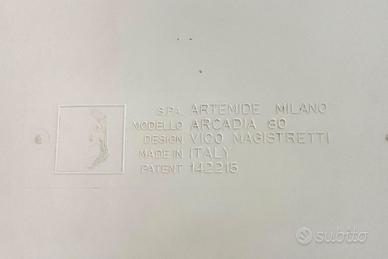 S.P.A. ARTEMIDE MILANO
MODELLO ARCADIA 80
DESIGN VICO MAGISTRETTI
MADE IN ITALY
PATENT 142215
subito